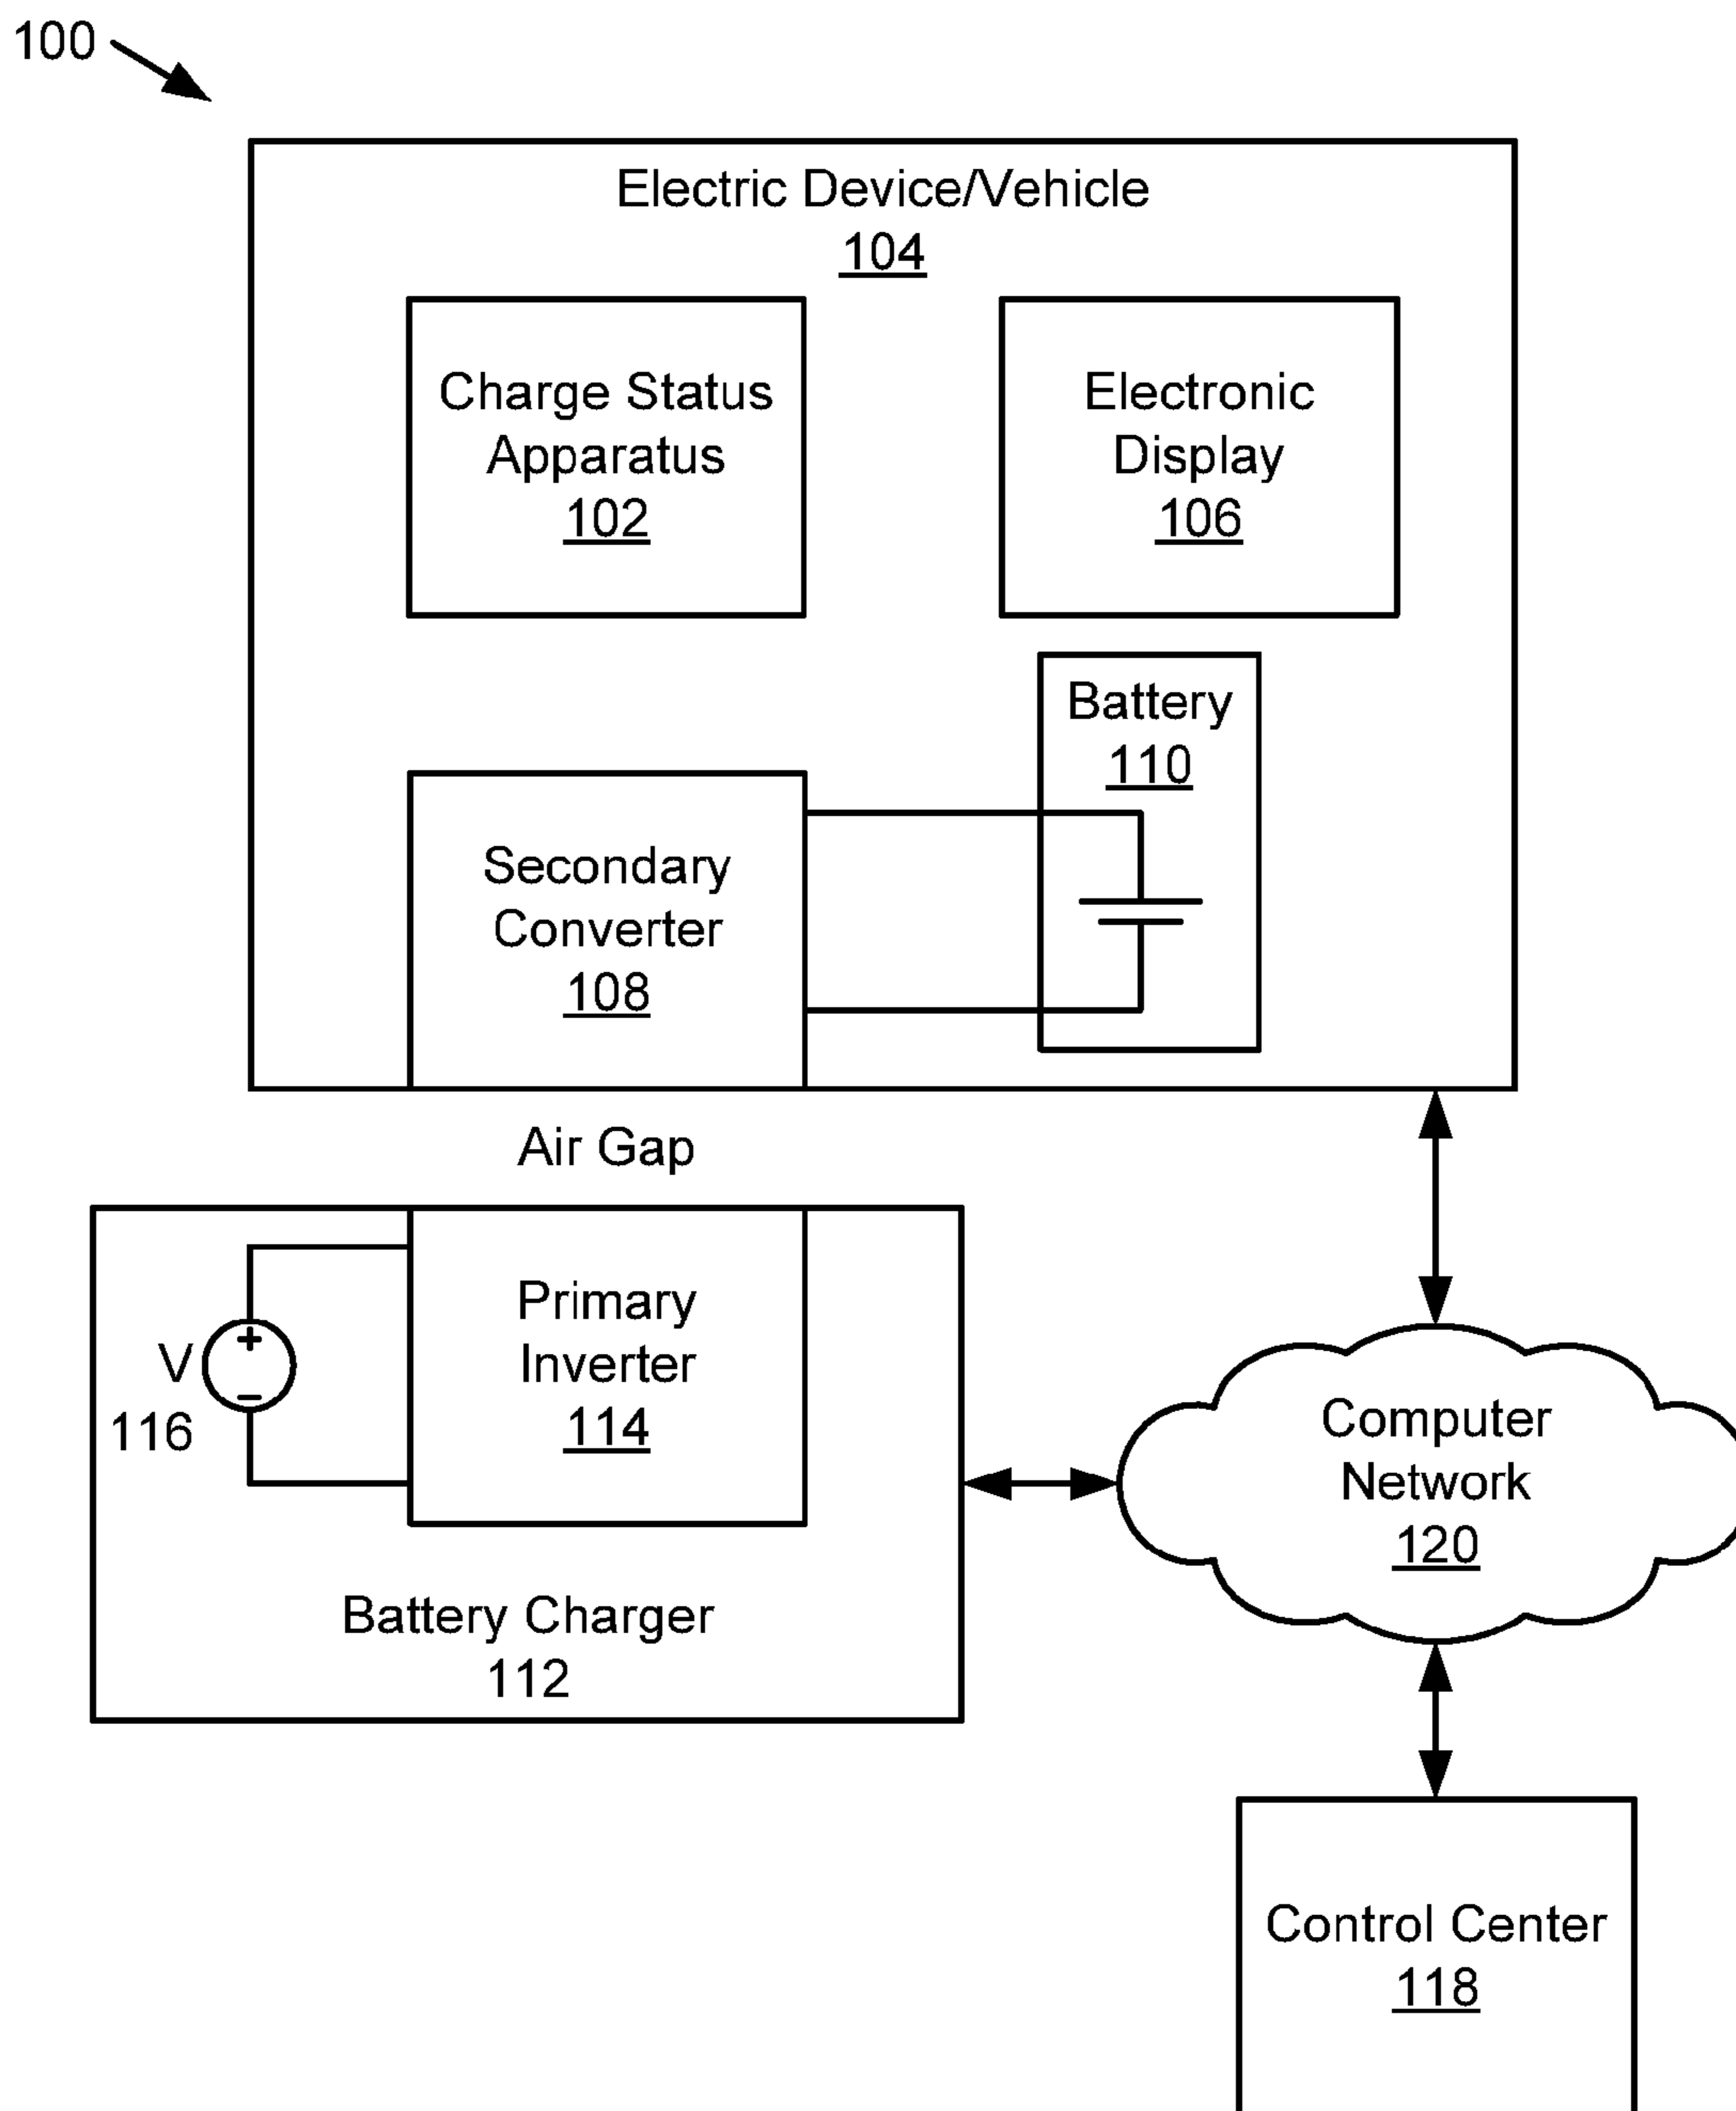 100
Electric Device/Vehicle
104
Charge Status
Apparatus
102
Electronic
Display
106
Battery
110
Secondary
Converter
108
Air Gap
Primary
Inverter
114
V
116
+
−
Battery Charger
112
Computer
Network
120
Control Center
118